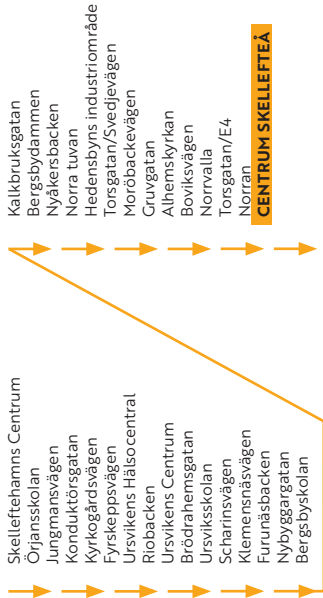 Skelleftehamns Centrum
Örjansskolan
Jungmansvägen
Konduktörsgatan
Kyrkogårdsvägen
Fyrskeppsvägen
Ursvikens Hälsocentral
Riobacken
Ursvikens Centrum
Brödrahemsgatan
Ursviksskolan
Scharinsvägen
Klemensnäsvägen
Furunäsbacken
Nybyggargatan
Bergsbyskolan
Kalkbruksgatan
Bergsbydammen
Nyåkersbacken
Norra tuvan
Hedensbyns industriområde
Torsgatan/Svedjevägen
Moröbackevägen
Gruvgatan
Alhemskyrkan
Boviksvägen
Norrvalla
Torsgatan/E4
Norran
CENTRUM SKELLEFTEÅ